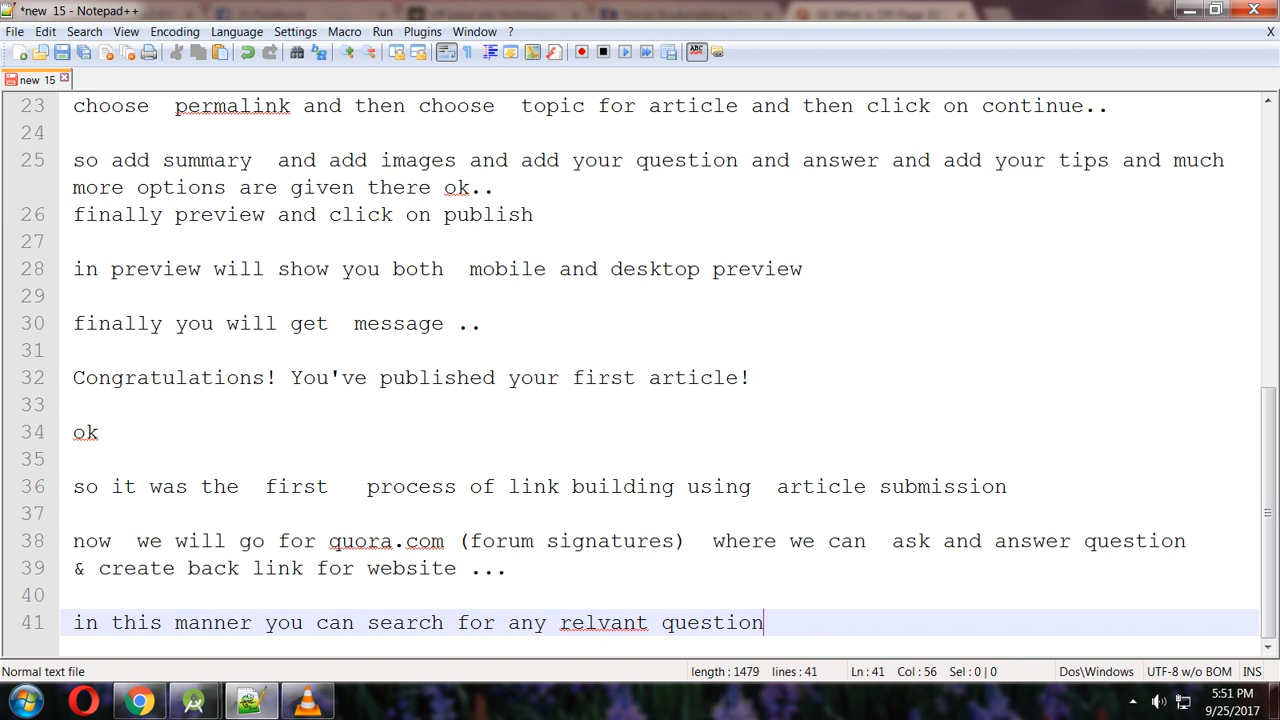 *new 15 - Notepad++
File Edit Search View Encoding Language Settings Macro Run Plugins Window ? X
new 15
23 choose permalink and then choose topic for article and then click on continue..
24
25 so add summary and add images and add your question and answer and add your tips and much
more options are given there ok..
26 finally preview and click on publish
27
28 in preview will show you both mobile and desktop preview
29
30 finally you will get message ..
31
32 Congratulations! You've published your first article!
33
34 ok
35
36 so it was the first process of link building using article submission
37
38 now we will go for quora.com (forum signatures) where we can ask and answer question
39 & create back link for website ...
40
41 in this manner you can search for any relvant question
Normal text file length : 1479 lines : 41 Ln : 41 Col : 56 Sel : 0 | 0 Dos\Windows UTF-8 w/o BOM INS
5:51 PM
9/25/2017